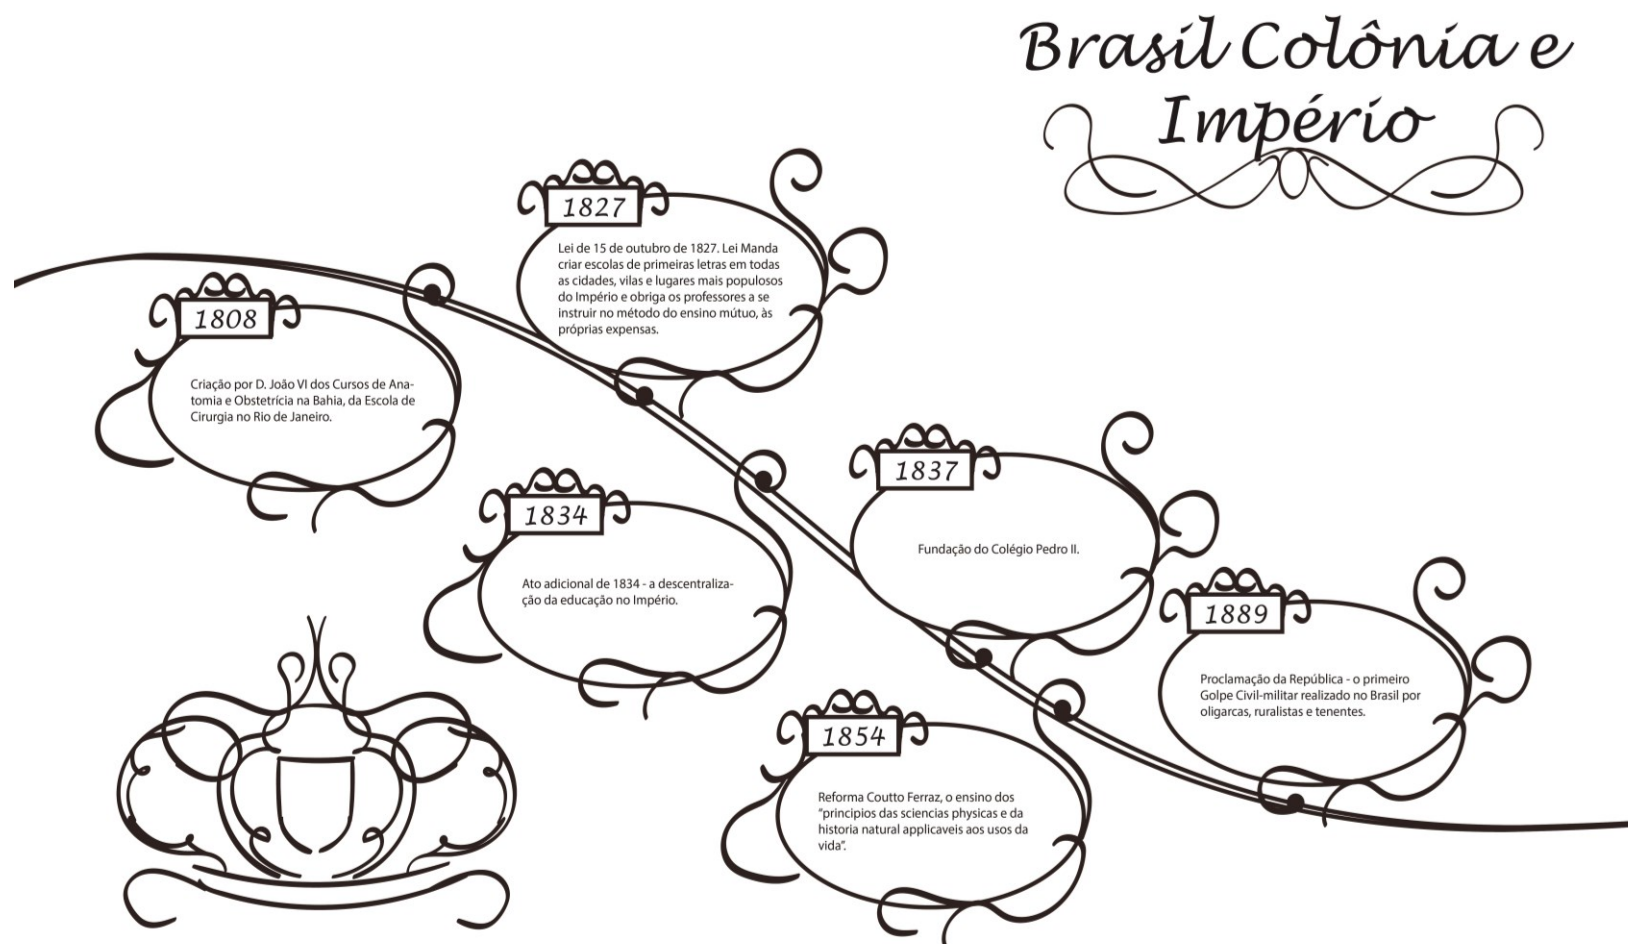 Brasil Colônia e
Império
1808
Criação por D. João VI dos Cursos de Ana-
tomia e Obstetrícia na Bahia, da Escola de
Cirurgia no Rio de Janeiro.
1827
Lei de 15 de outubro de 1827. Lei Manda
criar escolas de primeiras letras em todas
as cidades, vilas e lugares mais populosos
do Império e obriga os professores a se
instruir no método do ensino mútuo, às
próprias expensas.
1834
Ato adicional de 1834 - a descentraliza-
ção da educação no Império.
1837
Fundação do Colégio Pedro II.
1854
Reforma Coutto Ferraz, o ensino dos
“principios das sciencias physicas e da
historia natural applicaveis aos usos da
vida”.
1889
Proclamação da República - o primeiro
Golpe Civil-militar realizado no Brasil por
oligarcas, ruralistas e tenentes.